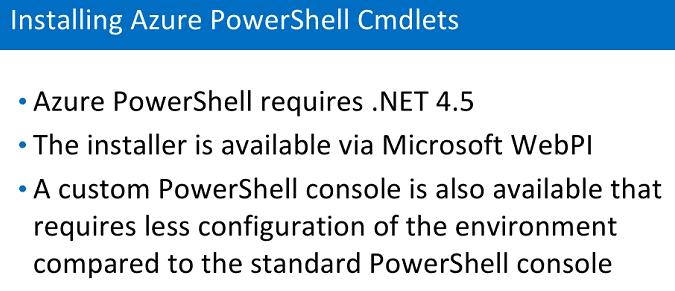 Installing Azure PowerShell Cmdlets
• Azure PowerShell requires .NET 4.5
• The installer is available via Microsoft WebPI
• A custom PowerShell console is also available that
requires less configuration of the environment
compared to the standard PowerShell console